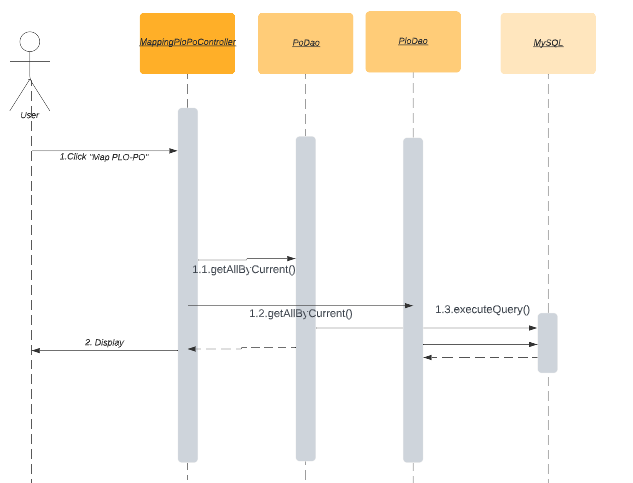 MappingPloPoController
PoDao
PloDao
MySQL
User
1.Click "Map PLO-PO"
1.1.getAllByCurrent()
1.2.getAllByCurrent()
1.3.executeQuery()
2. Display